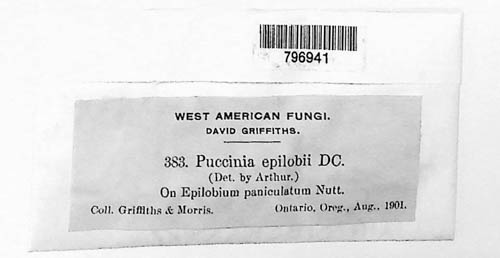 796941
WEST AMERICAN FUNGI.
DAVID GRIFFITHS.
383. Puccinia epilobii DC.
(Det. by Arthur.)
On Epilobium paniculatum Nutt.
Coll. Griffiths & Morris. Ontario, Oreg., Aug., 1901.